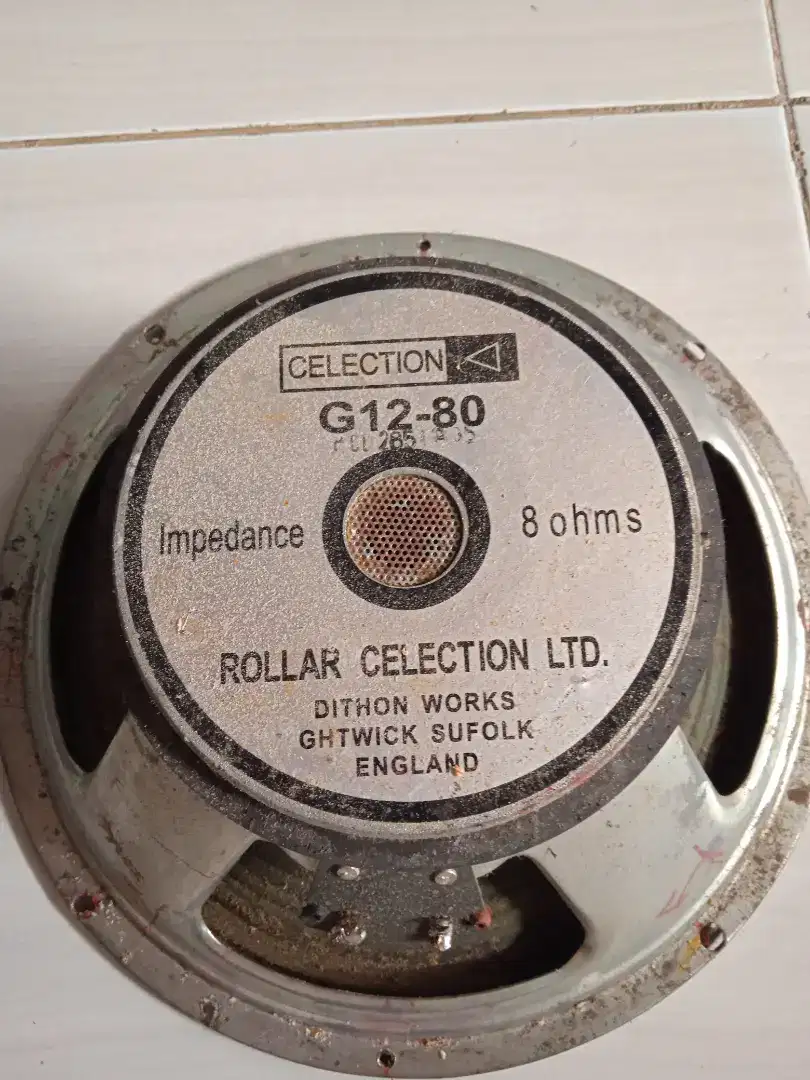 CELECTION
G12-80
Impedance 8 ohms
ROLLAR CELECTION LTD.
DITHON WORKS
GHTWICK SUFOLK
ENGLAND